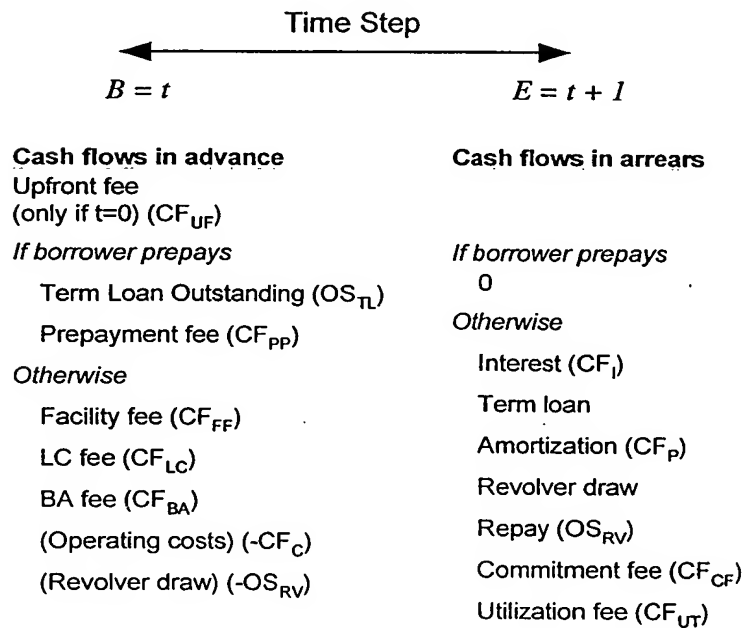 Time Step
B = t
E = t + 1
Cash flows in advance
Upfront fee
(only if t=0) (CF_UF)
If borrower prepays
Term Loan Outstanding (OS_TL)
Prepayment fee (CF_PP)
Otherwise
Facility fee (CF_FF)
LC fee (CF_LC)
BA fee (CF_BA)
(Operating costs) (-CF_C)
(Revolver draw) (-OS_RV)
Cash flows in arrears
If borrower prepays
0
Otherwise
Interest (CF_I)
Term loan
Amortization (CF_P)
Revolver draw
Repay (OS_RV)
Commitment fee (CF_CF)
Utilization fee (CF_UT)